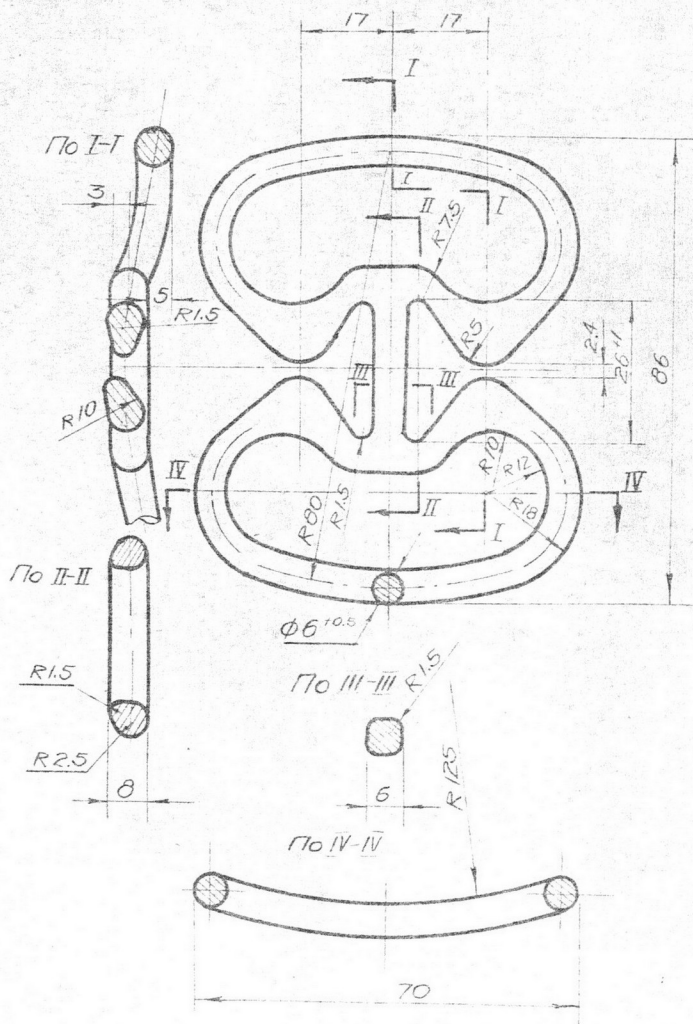 17 17
I
По I-I
3
I I
II
R7.5
5
R1.5
R5
2.4
26-1
86
III III
R10
R10
R12
R18
IV IV
R80
R1.5
II
I
По II-II
ϕ6+0.5
R1.5
По III-III
R1.5
R2.5
8
6
R125
По IV-IV
70